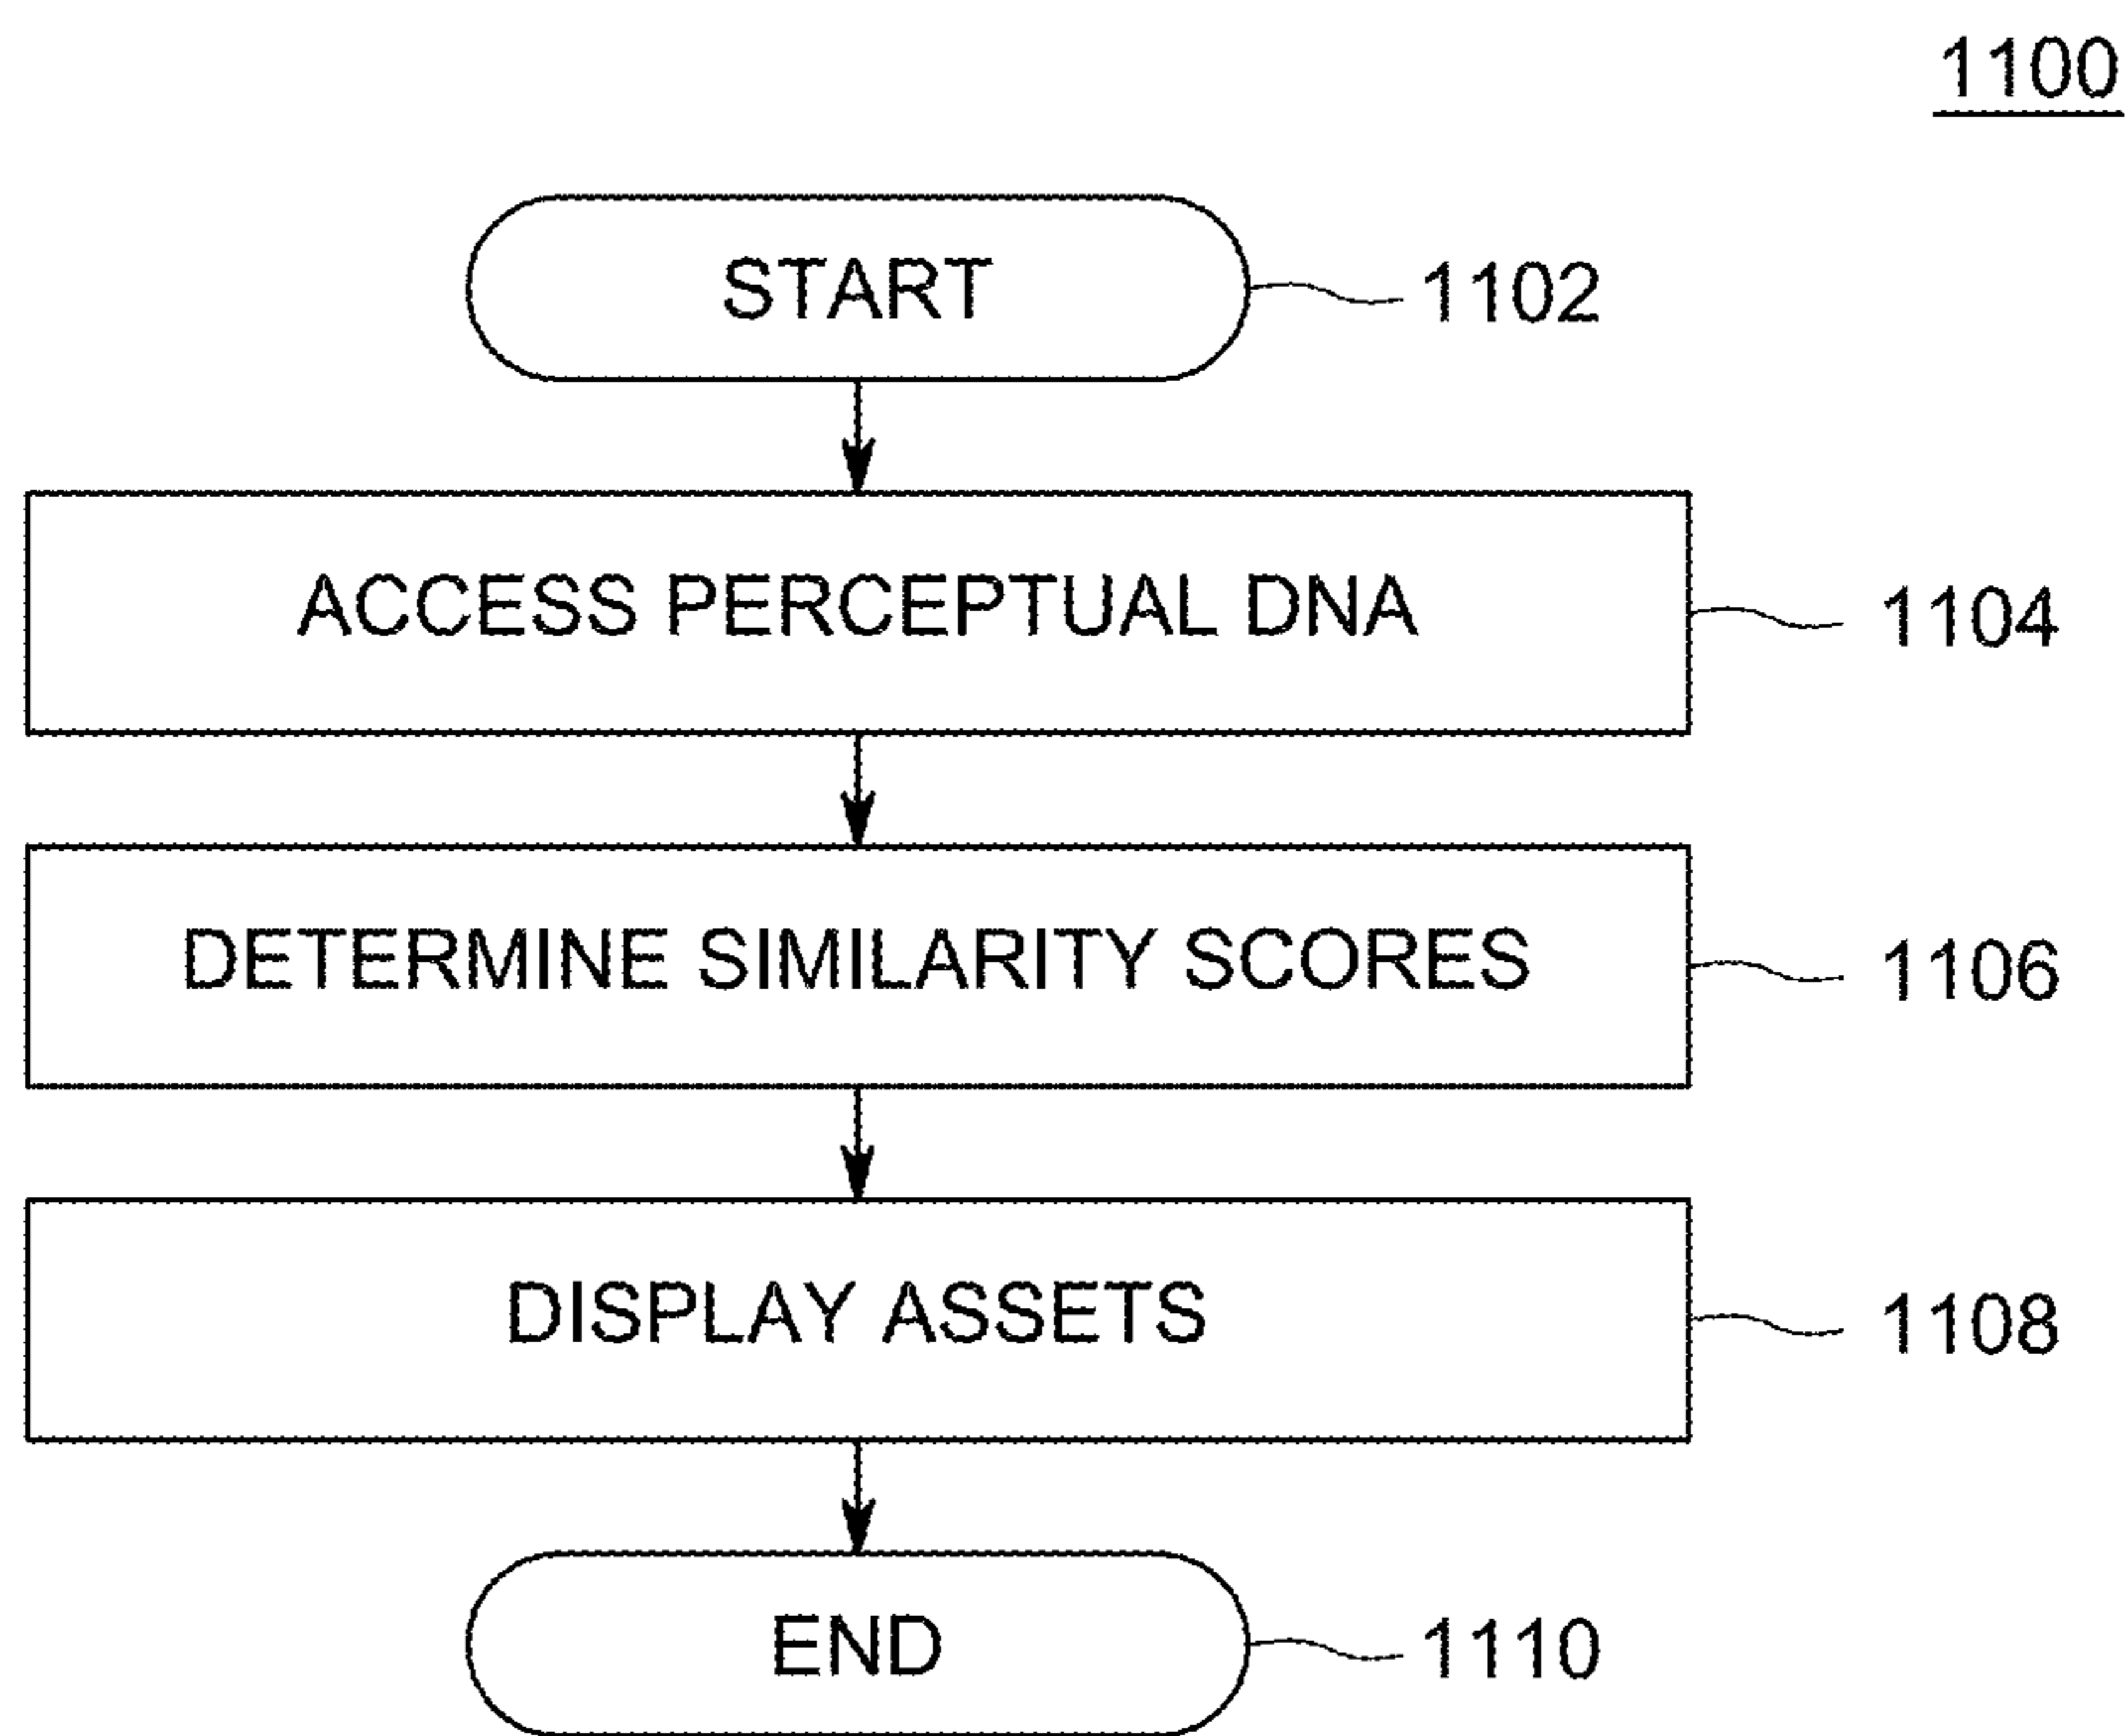 1100
START
1102
ACCESS PERCEPTUAL DNA
1104
DETERMINE SIMILARITY SCORES
1106
DISPLAY ASSETS
1108
END
1110